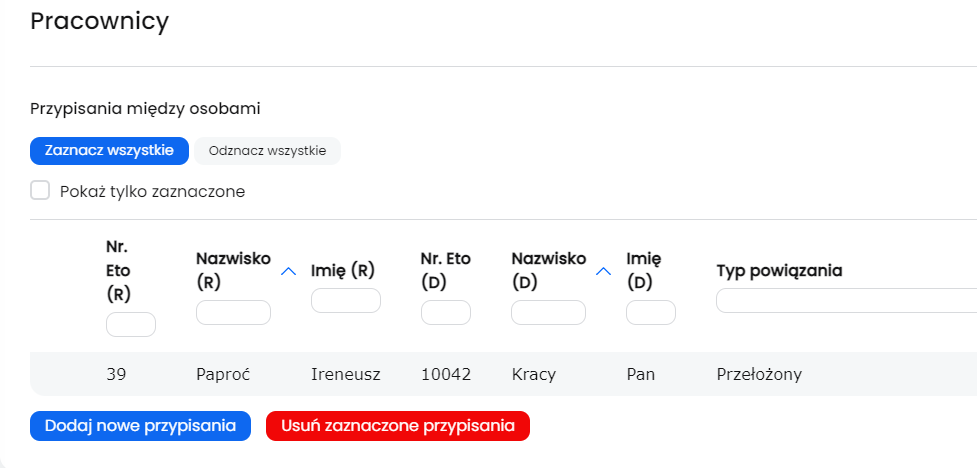 Pracownicy
Przypisania między osobami
Zaznacz wszystkie Odznacz wszystkie
Pokaż tylko zaznaczone
Nr. Eto (R) Nazwisko (R) Imię (R) Nr. Eto (D) Nazwisko (D) Imię (D) Typ powiązania
39 Paproć Ireneusz 10042 Kracy Pan Przełożony
Dodaj nowe przypisania Usuń zaznaczone przypisania